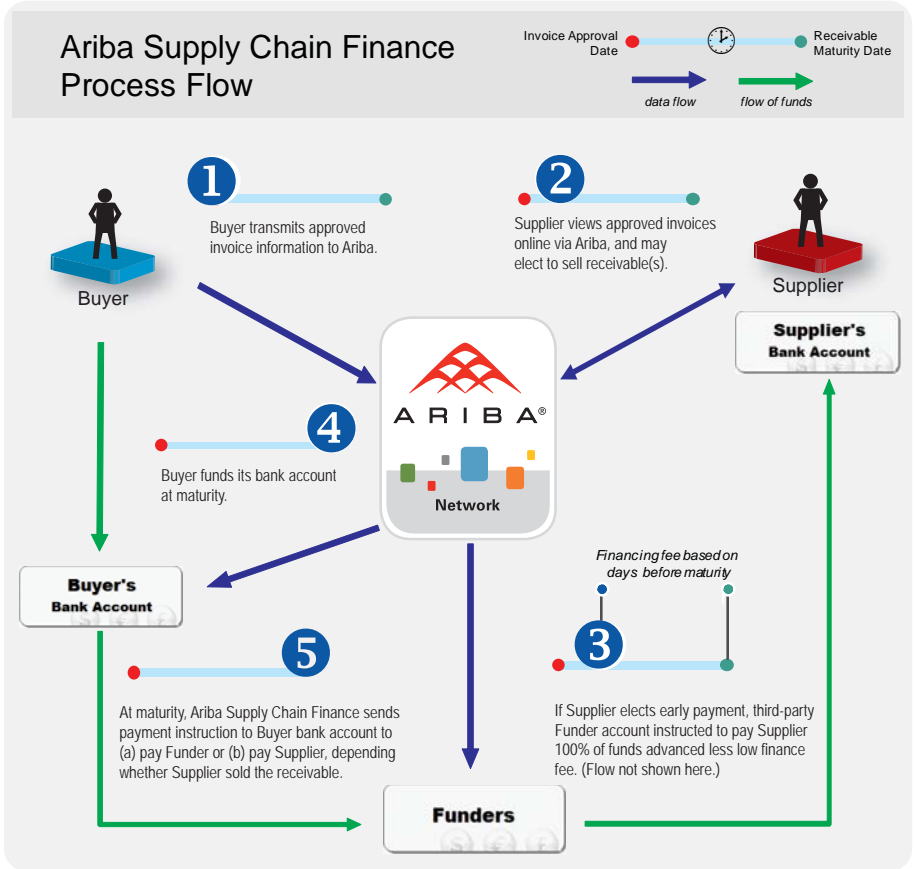 Ariba Supply Chain Finance
Process Flow
Invoice Approval
Date
Receivable
Maturity Date
data flow
flow of funds
1
Buyer transmits approved
invoice information to Ariba.
2
Supplier views approved invoices
online via Ariba, and may
elect to sell receivable(s).
Buyer
Supplier
Supplier's
Bank Account
ARIBA®
Network
4
Buyer funds its bank account
at maturity.
Buyer's
Bank Account
Financing fee based on
days before maturity
3
If Supplier elects early payment, third-party
Funder account instructed to pay Supplier
100% of funds advanced less low finance
fee. (Flow not shown here.)
5
At maturity, Ariba Supply Chain Finance sends
payment instruction to Buyer bank account to
(a) pay Funder or (b) pay Supplier, depending
whether Supplier sold the receivable.
Funders
$ € £